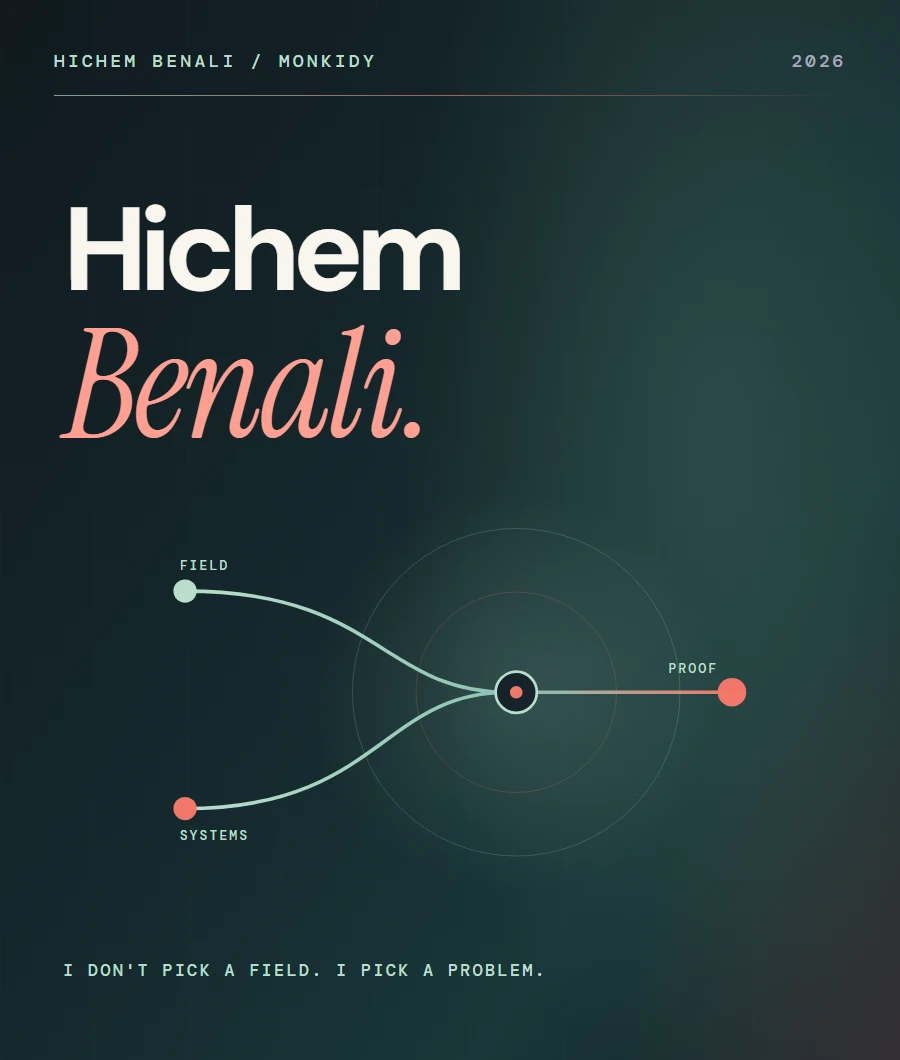 HICHEM BENALI / MONKIDY
2026
Hichem
Benali.
FIELD
PROOF
SYSTEMS
I DON'T PICK A FIELD. I PICK A PROBLEM.